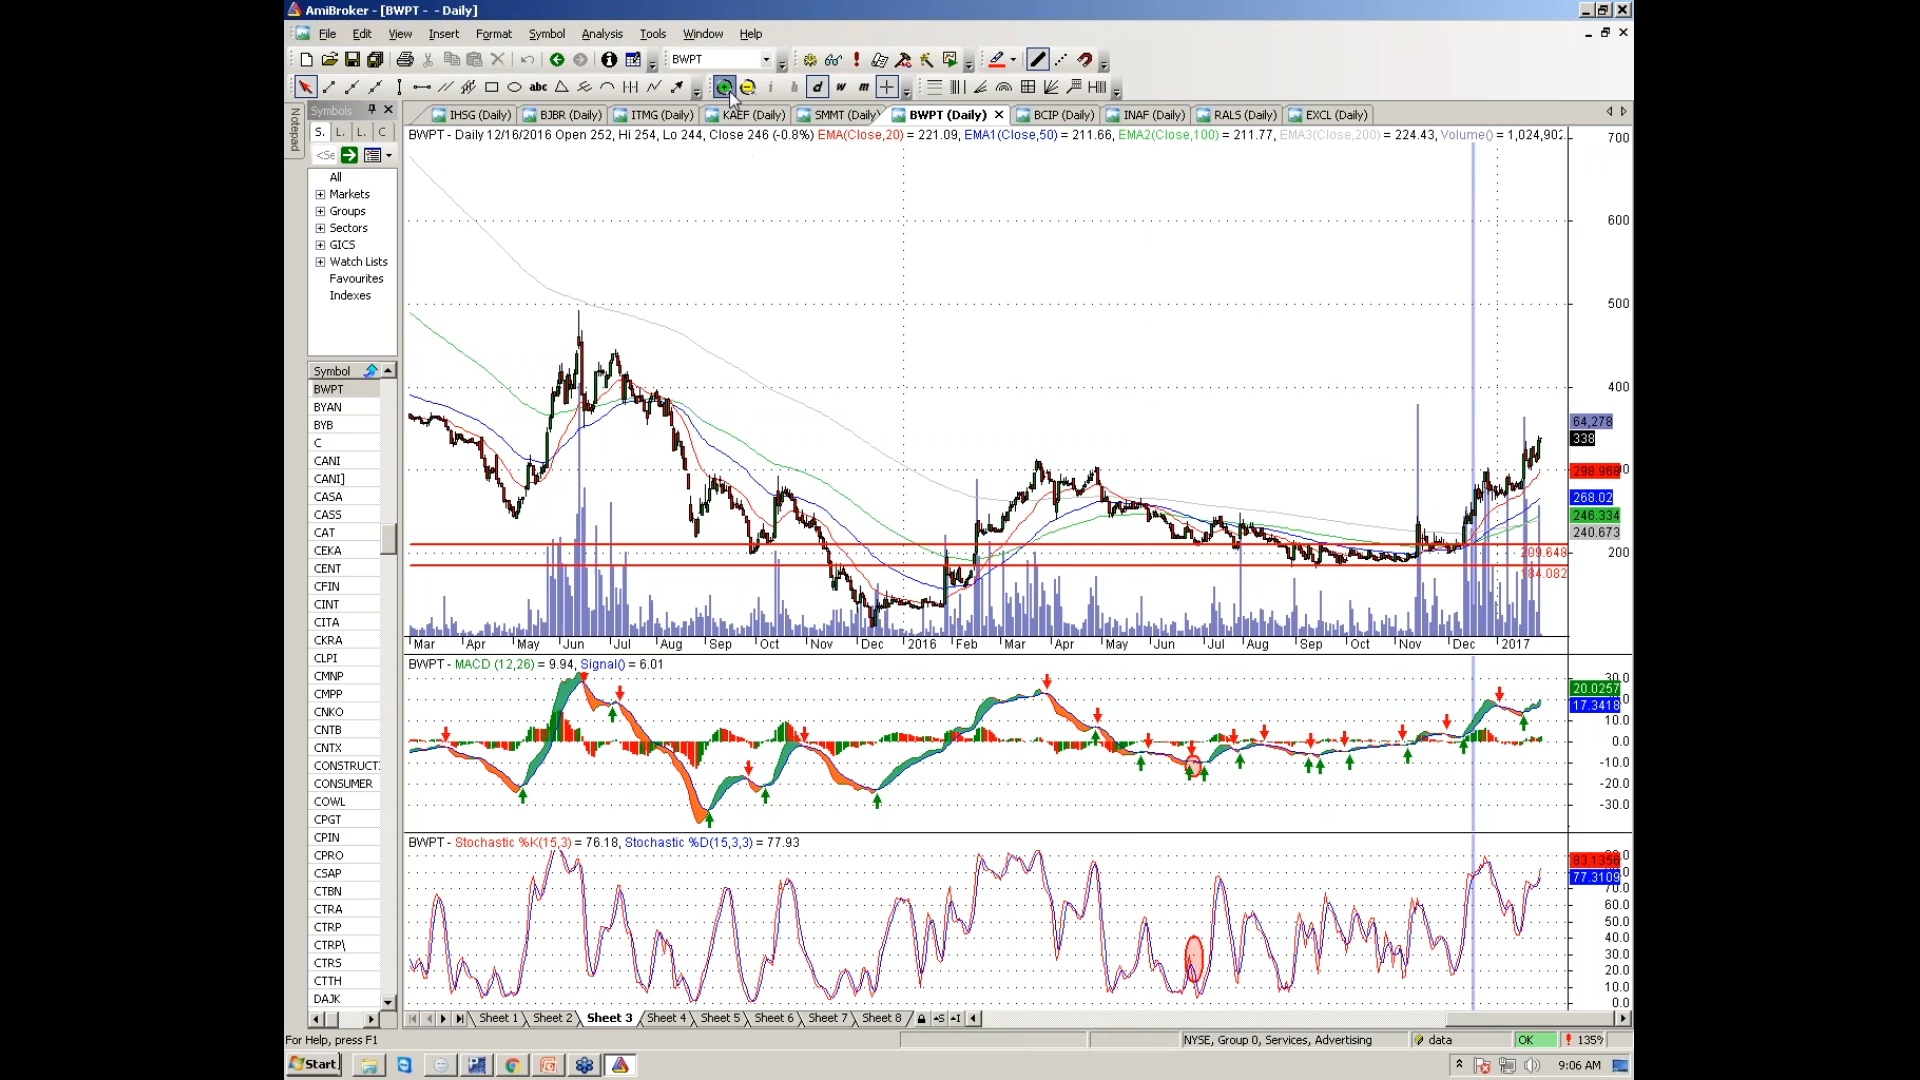 AmiBroker - [BWPT - - Daily]
File Edit View Insert Format Symbol Analysis Tools Window Help
BWPT
abc d w m
Symbols
IHSG (Daily) BJBR (Daily) ITMG (Daily) KAEF (Daily) SMMT (Daily) BWPT (Daily) BCIP (Daily) INAF (Daily) RALS (Daily) EXCL (Daily)
Notepad
S. L. L. C
<Se
BWPT - Daily 12/16/2016 Open 252, Hi 254, Lo 244, Close 246 (-0.8%) EMA(Close,20) = 221.09, EMA1(Close,50) = 211.66, EMA2(Close,100) = 211.77, EMA3(Close,200) = 224.43, Volume() = 1,024,902.
All
Markets
Groups
Sectors
GICS
Watch Lists
Favourites
Indexes
Symbol
BWPT
BYAN
BYB
C
CANI
CANI]
CASA
CASS
CAT
CEKA
CENT
CFIN
CINT
CITA
CKRA
CLPI
CMNP
CMPP
CNKO
CNTB
CNTX
CONSTRUCT:
CONSUMER
COWL
CPGT
CPIN
CPRO
CSAP
CTBN
CTRA
CTRP
CTRP\
CTRS
CTTH
DAJK
700
600
500
400
64,278
338
298.968
268.02
246.334
240.673
200
209.648
184.082
Mar Apr May Jun Jul Aug Sep Oct Nov Dec 2016 Feb Mar Apr May Jun Jul Aug Sep Oct Nov Dec 2017
BWPT - MACD (12,26) = 9.94, Signal() = 6.01
30.0
20.0257
17.3418
10.0
0.0
-10.0
-20.0
-30.0
BWPT - Stochastic %K(15,3) = 76.18, Stochastic %D(15,3,3) = 77.93
83.1356
77.3109
70.0
60.0
50.0
40.0
30.0
20.0
10.0
0.0
Sheet 1 Sheet 2 Sheet 3 Sheet 4 Sheet 5 Sheet 6 Sheet 7 Sheet 8
For Help, press F1
NYSE, Group 0, Services, Advertising data OK 135%
Start
9:06 AM